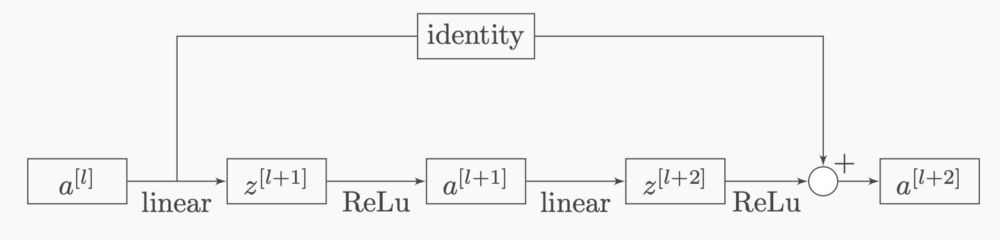 identity
a^[l]
linear
z^[l+1]
ReLu
a^[l+1]
linear
z^[l+2]
ReLu
+
a^[l+2]